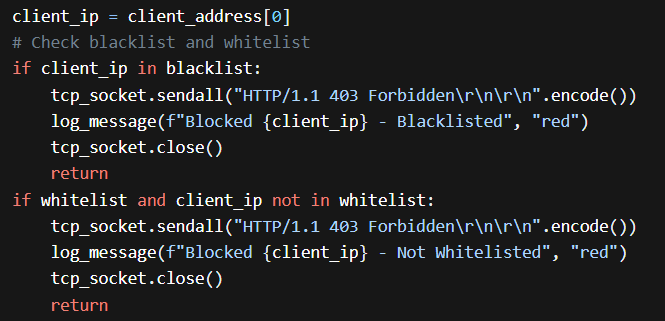 client_ip = client_address[0]
# Check blacklist and whitelist
if client_ip in blacklist:
    tcp_socket.sendall("HTTP/1.1 403 Forbidden\r\n\r\n".encode())
    log_message(f"Blocked {client_ip} - Blacklisted", "red")
    tcp_socket.close()
    return
if whitelist and client_ip not in whitelist:
    tcp_socket.sendall("HTTP/1.1 403 Forbidden\r\n\r\n".encode())
    log_message(f"Blocked {client_ip} - Not Whitelisted", "red")
    tcp_socket.close()
    return